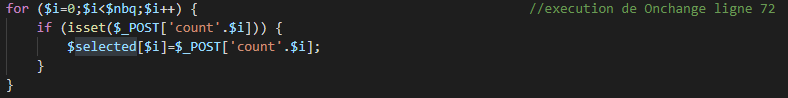 for ($i=0;$i<$nbq;$i++) { //execution de Onchange ligne 72
if (isset($_POST['count'.$i])) {
$selected[$i]=$_POST['count'.$i];
}
}